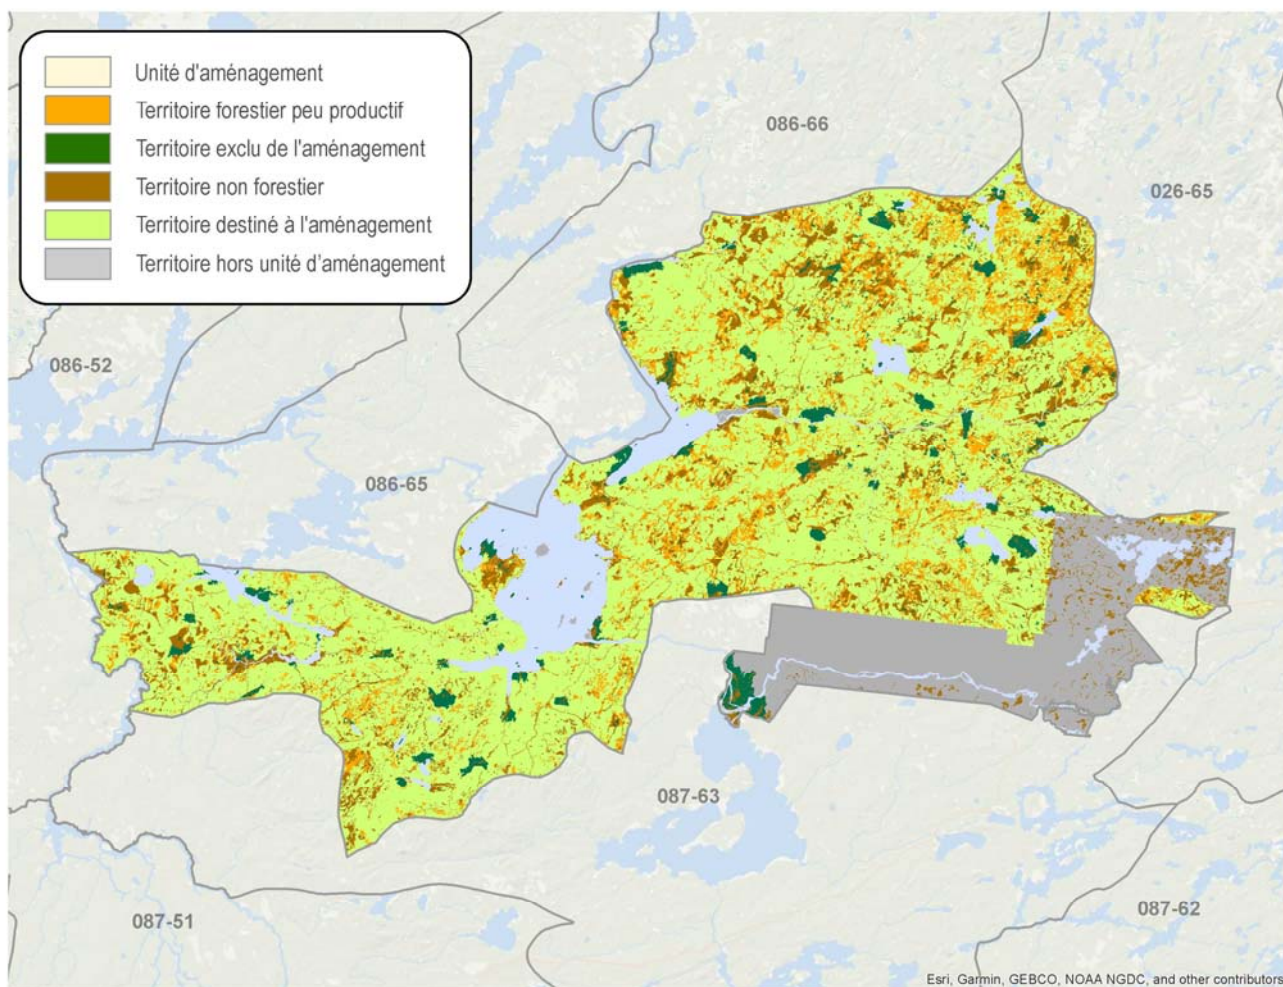 Unité d'aménagement
Territoire forestier peu productif
Territoire exclu de l'aménagement
Territoire non forestier
Territoire destiné à l'aménagement
Territoire hors unité d’aménagement
086-66
026-65
086-52
086-65
087-63
087-51
087-62
Esri, Garmin, GEBCO, NOAA NGDC, and other contributors